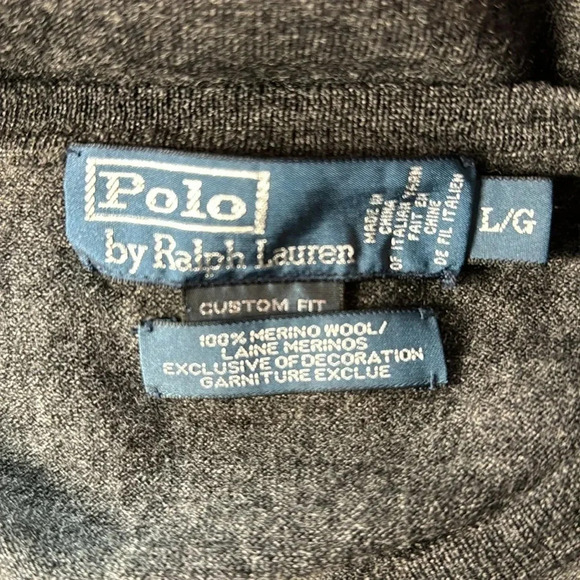 Polo
by Ralph Lauren
MADE IN
CHINA
OF ITALIAN YARN
FAIT EN
CHINE
DE FIL ITALIEN
L/G
CUSTOM FIT
100% MERINO WOOL/
LAINE MERINOS
EXCLUSIVE OF DECORATION
GARNITURE EXCLUE